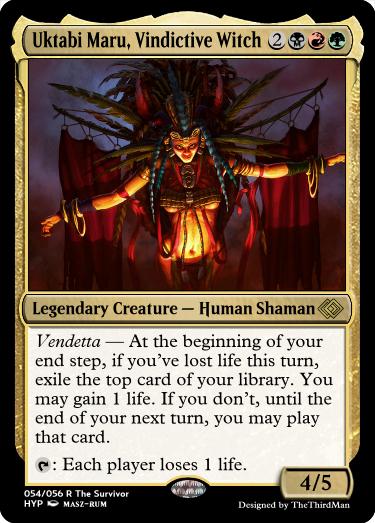 Uktabi Maru, Vindictive Witch 2
Legendary Creature — Human Shaman
Vendetta — At the beginning of your
end step, if you've lost life this turn,
exile the top card of your library. You
may gain 1 life. If you don't, until the
end of your next turn, you may play
that card.
: Each player loses 1 life.
4/5
054/056 R The Survivor
HYP MASZ-RUM
Designed by TheThirdMan